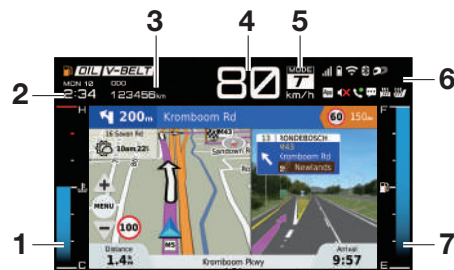 3 4 5
OIL V-BELT
MON 10 ODO
2:34 123456km
80
MODE
T
km/h
2
6
H
200m Kromboom Rd
60 150m
F
16 Sawan Rd
10am 22
M43
Sandown R
13 RONDEBOSCH
M43
Kromboom Rd
Newlands
MENU
100
M5
1
7
Distance
1.4
Kromboom Pkwy
Arrival
9:57
C
E